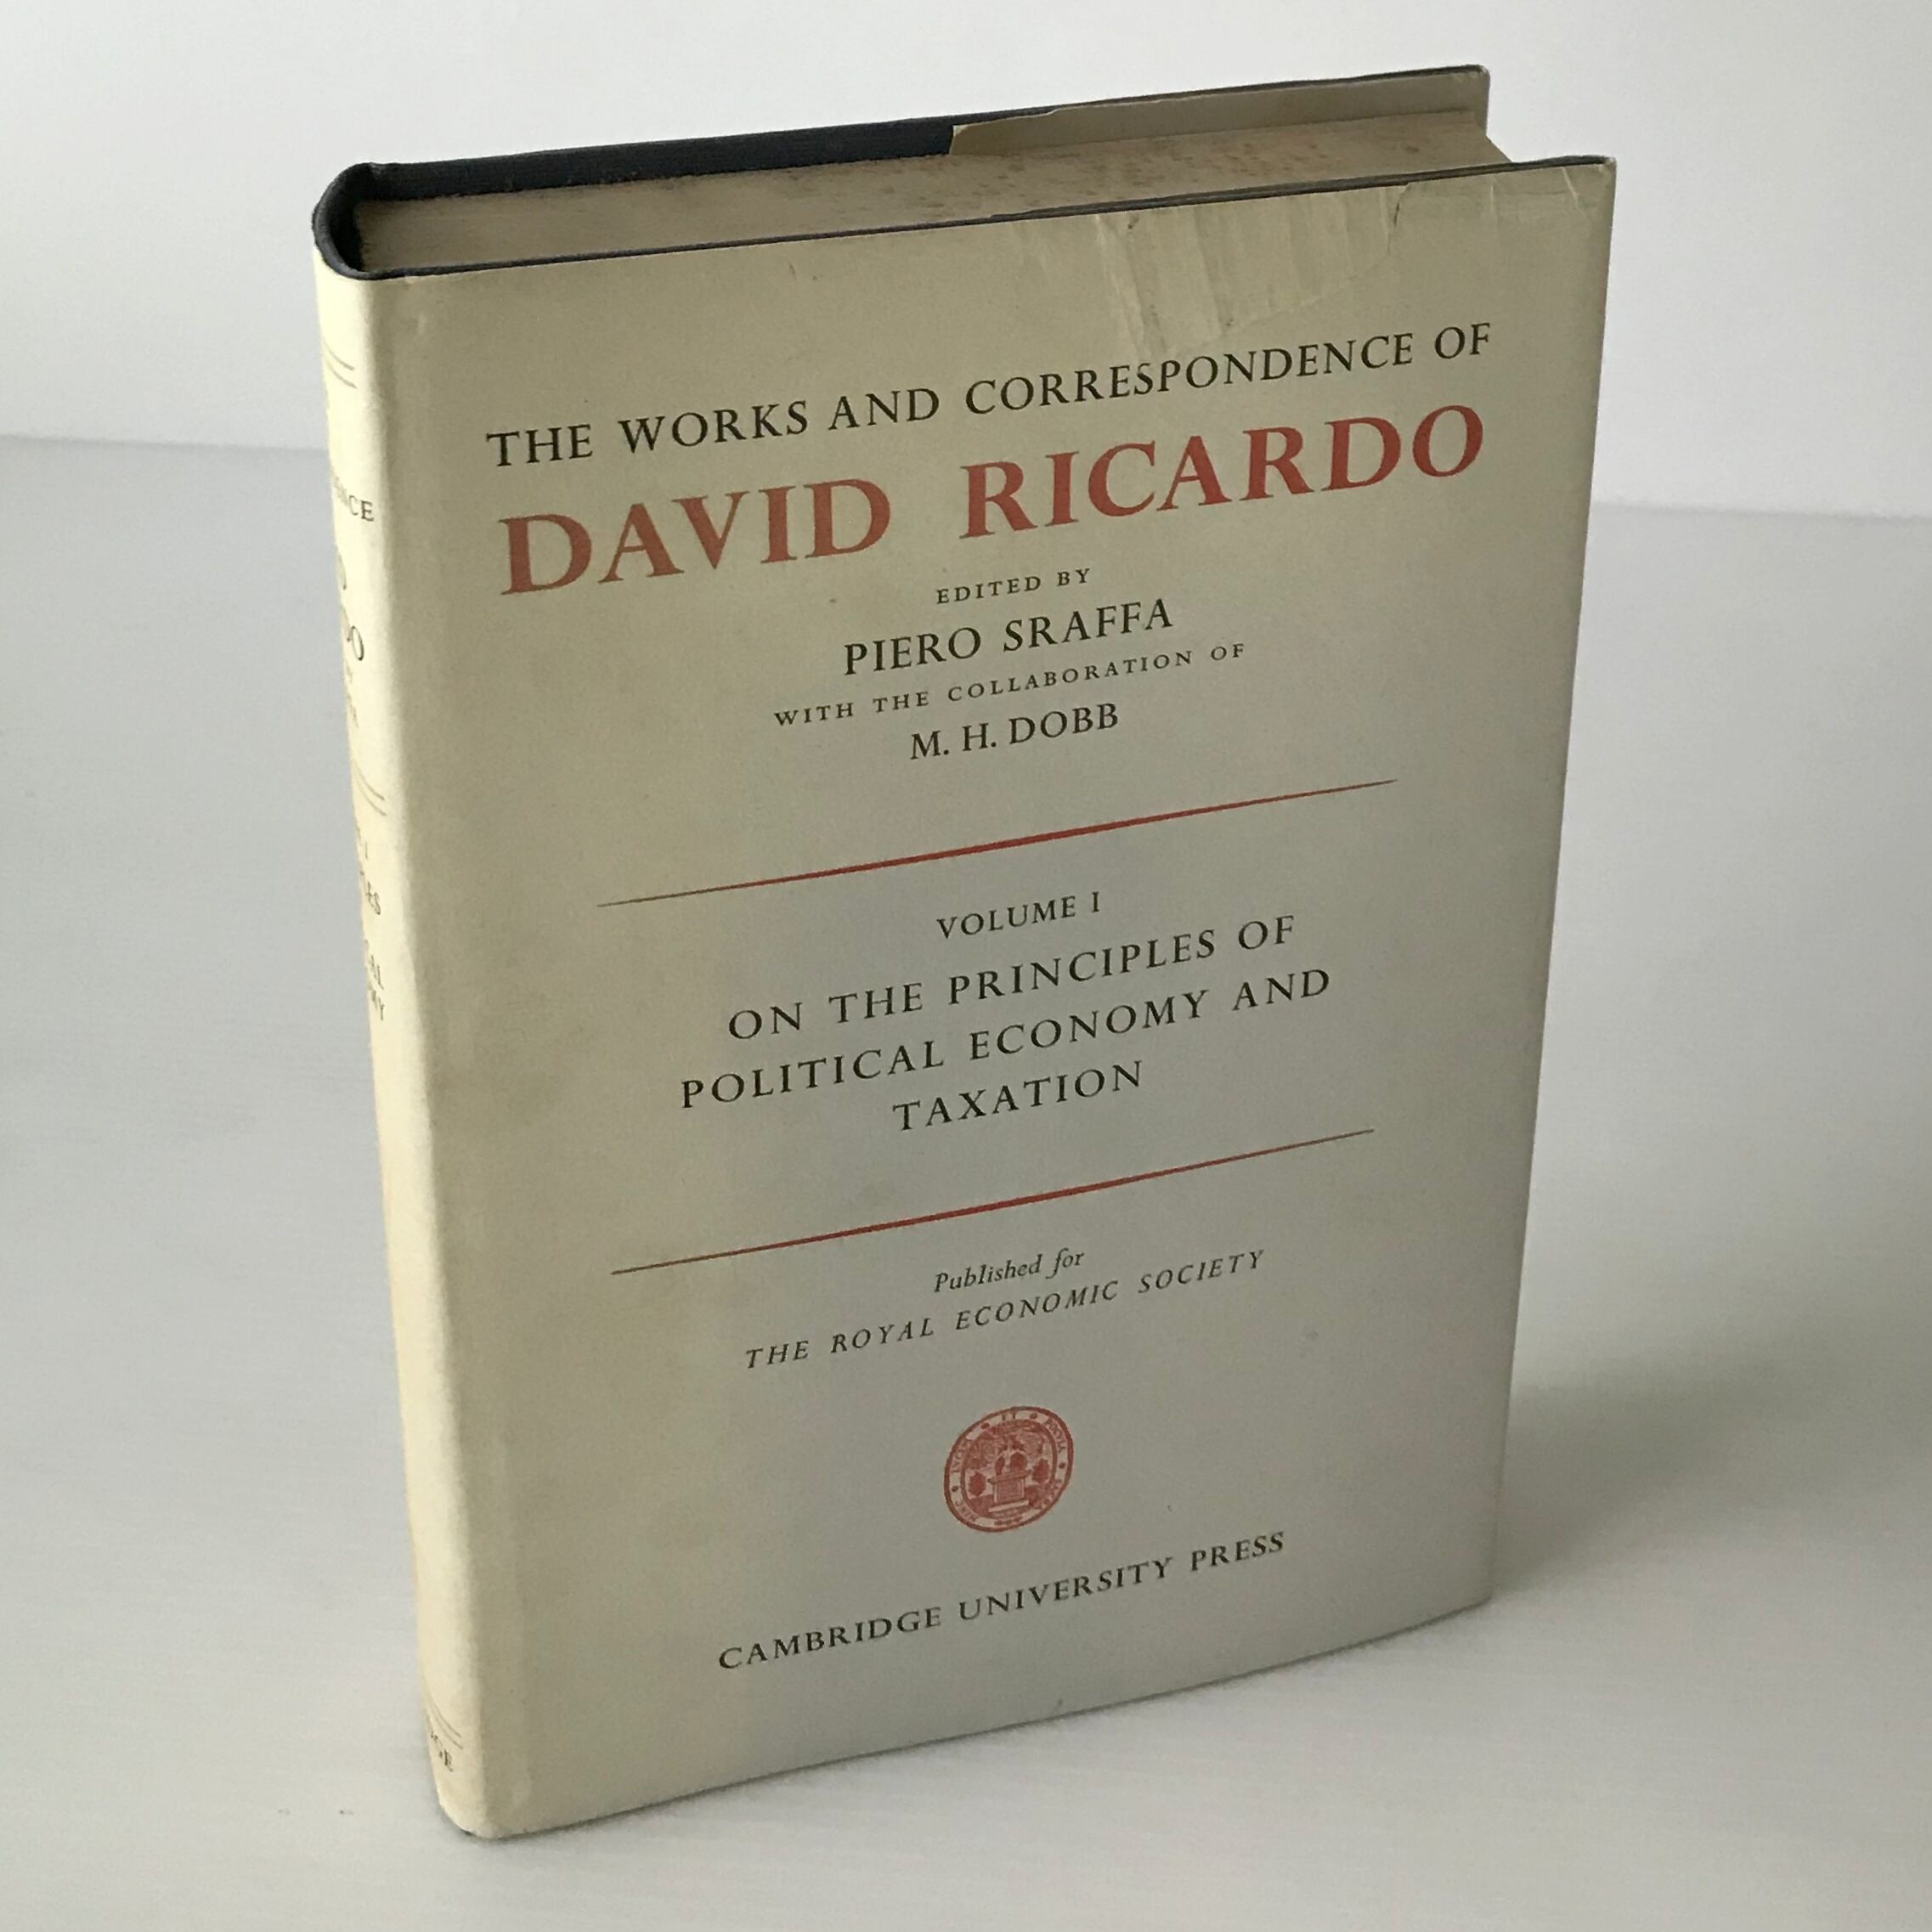 THE WORKS AND CORRESPONDENCE OF
DAVID RICARDO
EDITED BY
PIERO SRAFFA
WITH THE COLLABORATION OF
M. H. DOBB
VOLUME I
ON THE PRINCIPLES OF
POLITICAL ECONOMY AND
TAXATION
Published for
THE ROYAL ECONOMIC SOCIETY
CAMBRIDGE UNIVERSITY PRESS